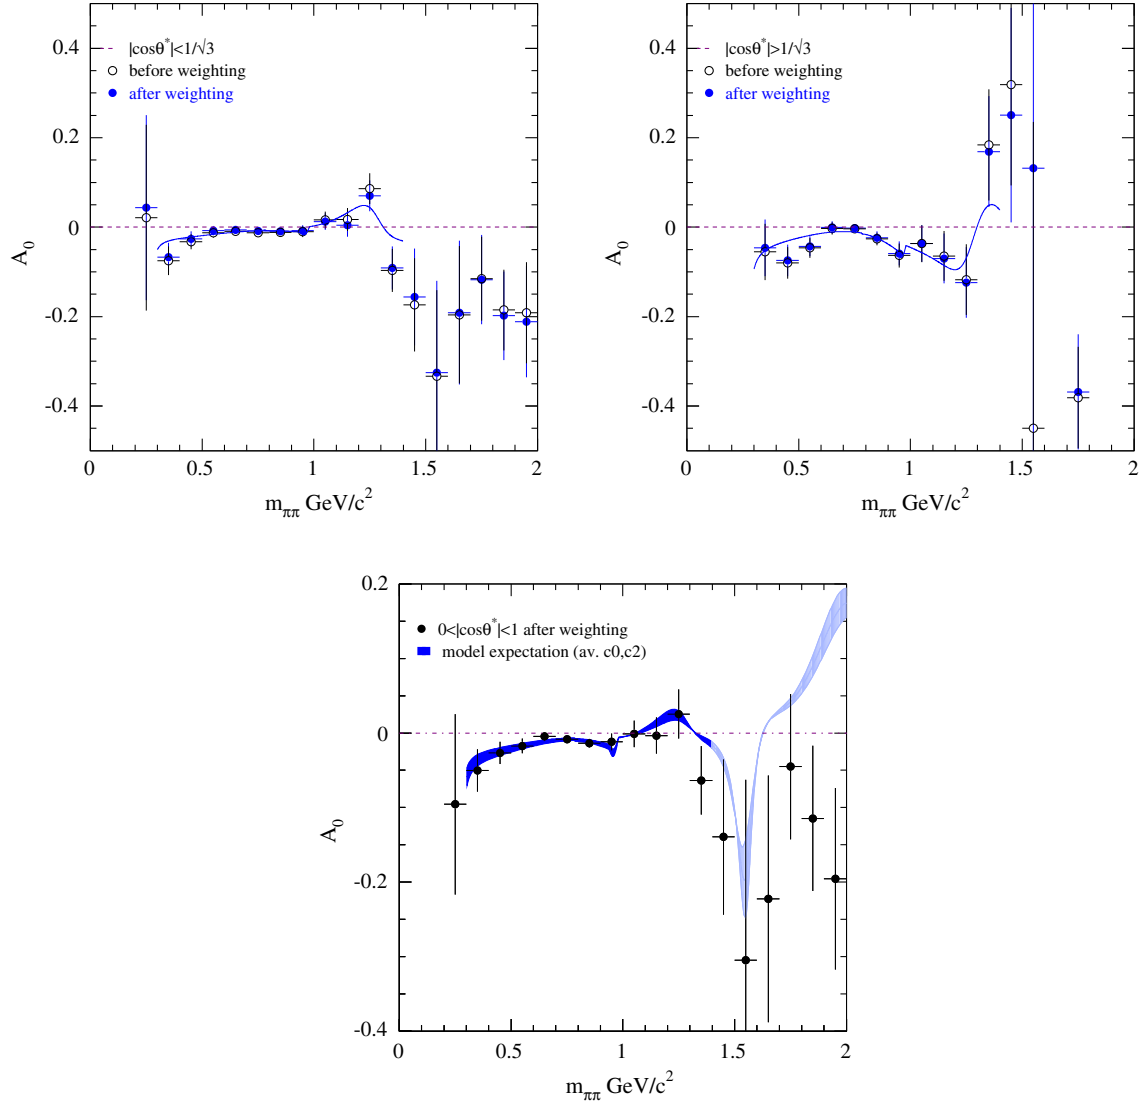 0.4
0.2
0
-0.2
-0.4
A₀
|cosθ*|<1/√3
before weighting
after weighting
0 0.5 1 1.5 2
m_ππ GeV/c²
0.4
0.2
0
-0.2
-0.4
A₀
|cosθ*|>1/√3
before weighting
after weighting
0 0.5 1 1.5 2
m_ππ GeV/c²
0.2
0
-0.2
-0.4
A₀
0<|cosθ*|<1 after weighting
model expectation (av. c0,c2)
0 0.5 1 1.5 2
m_ππ GeV/c²